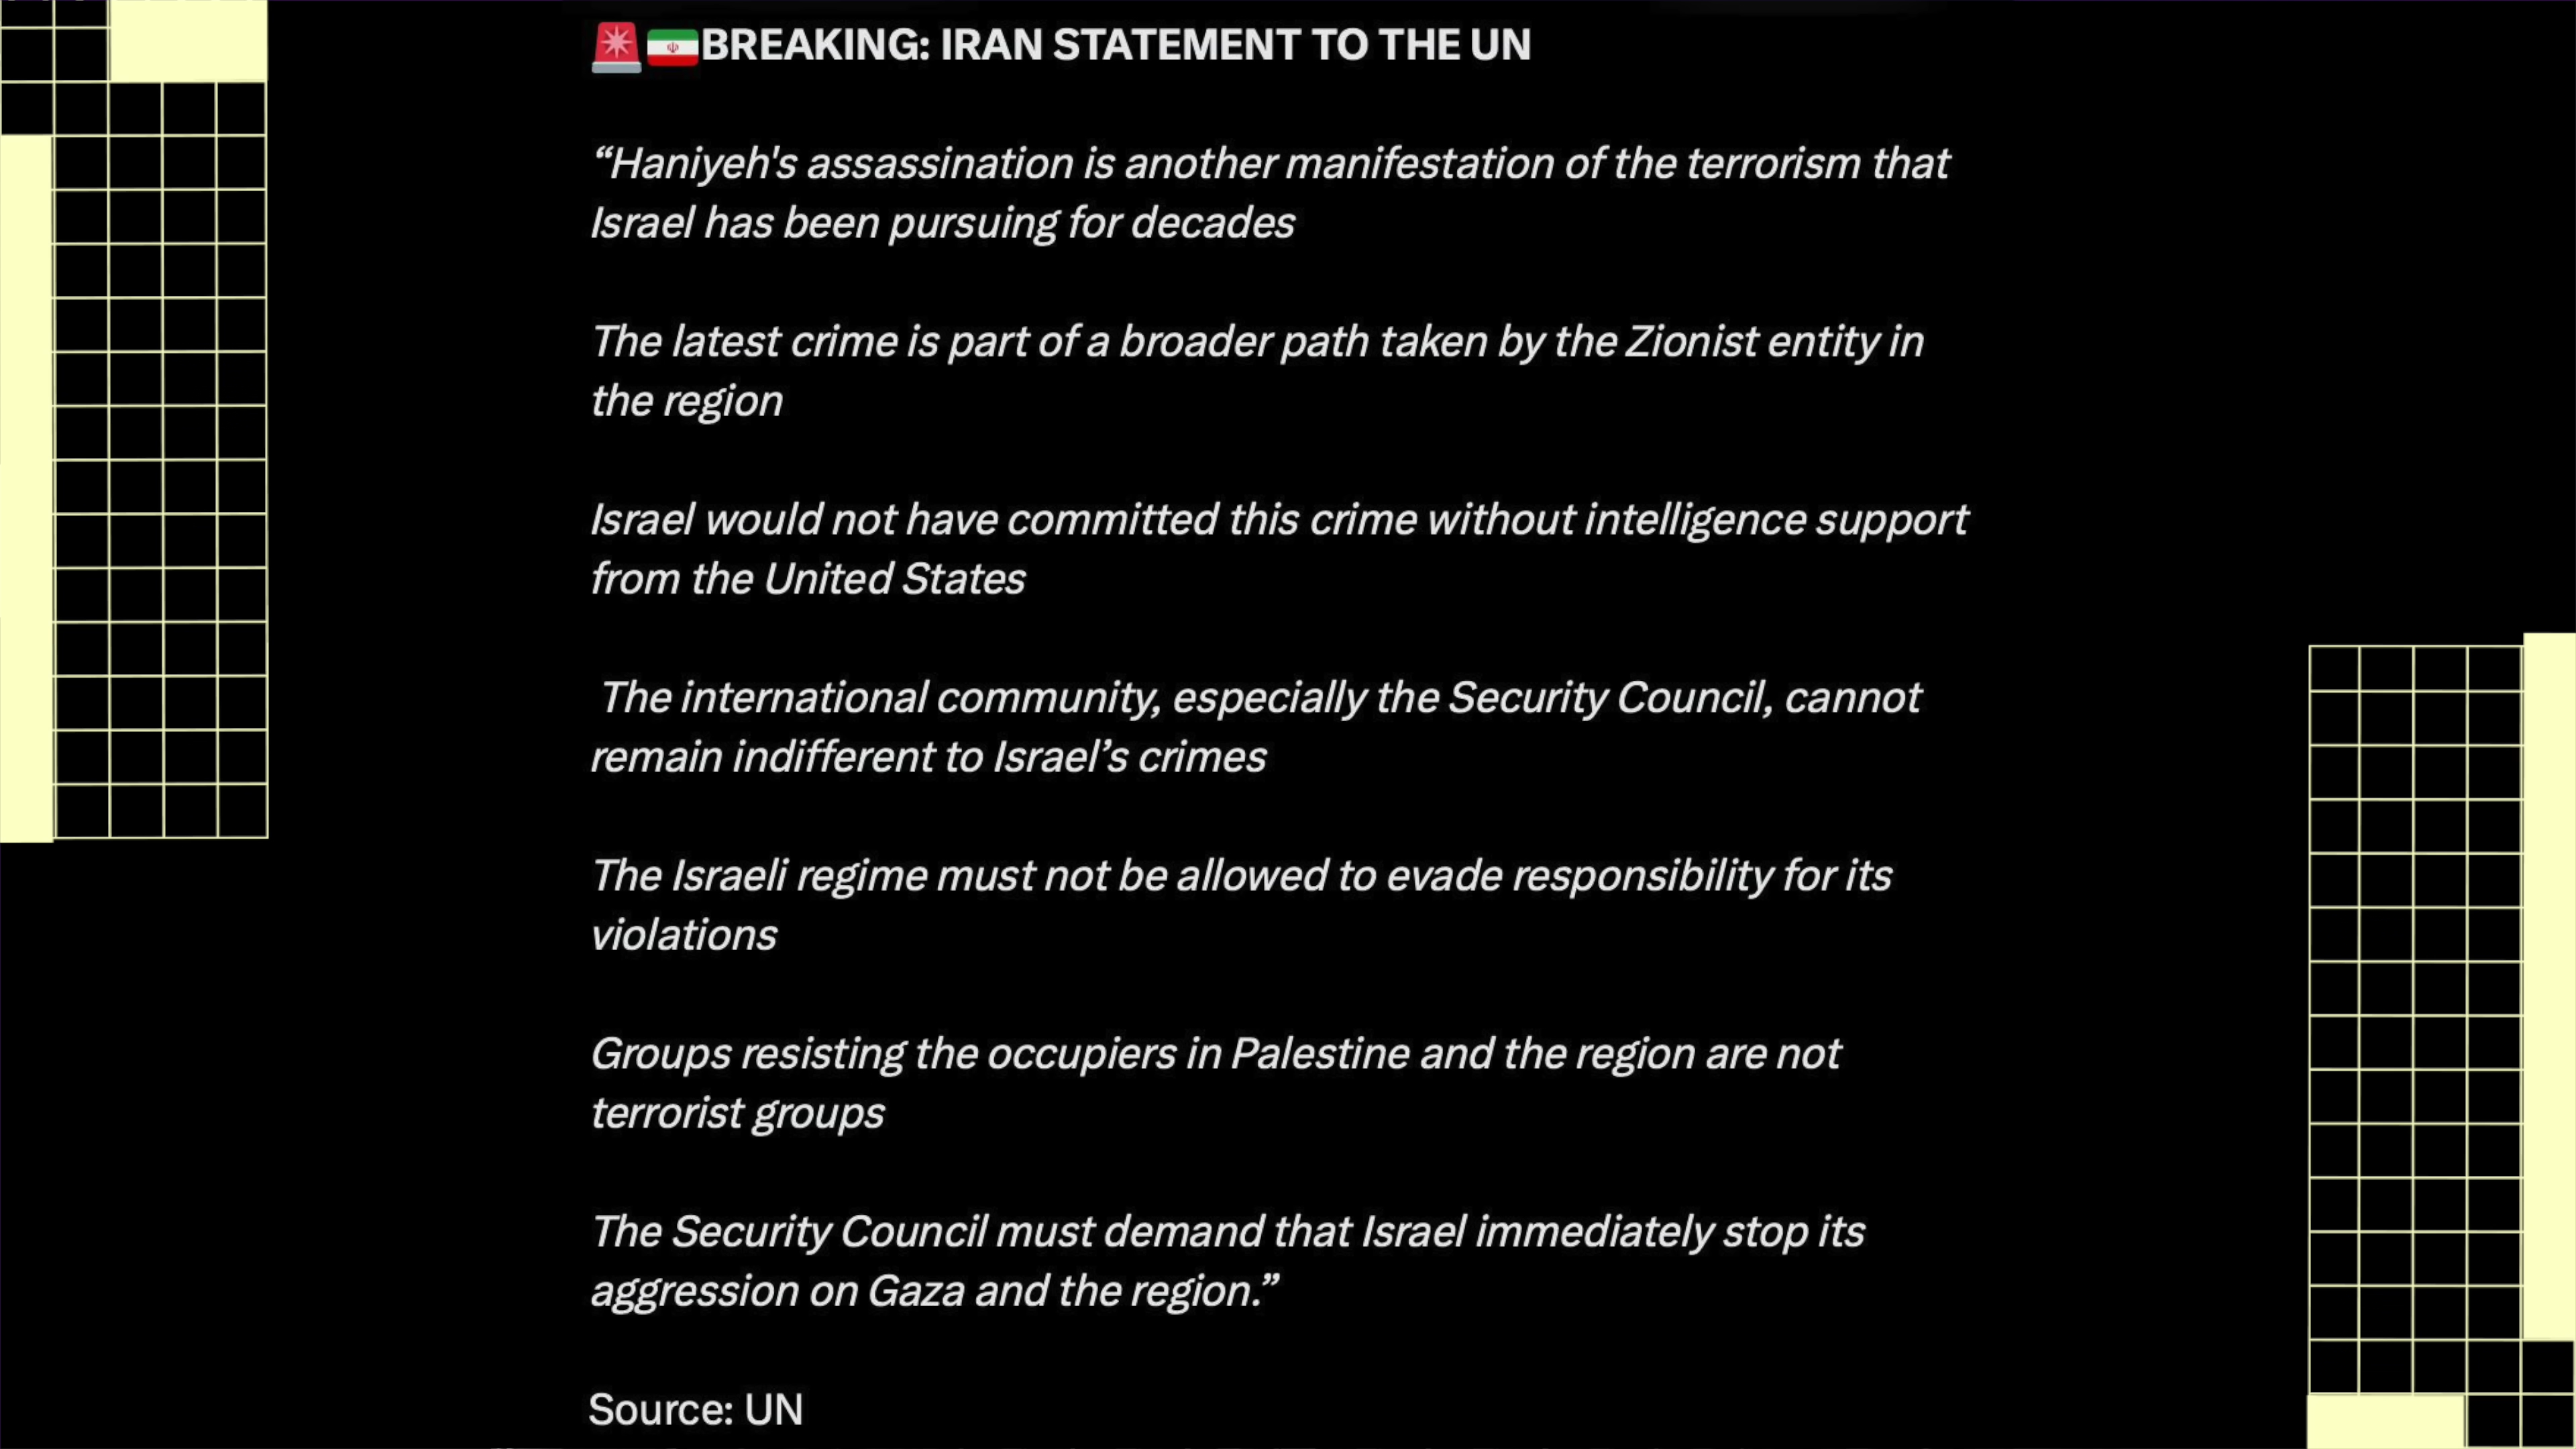 🚨🇮🇷BREAKING: IRAN STATEMENT TO THE UN
“Haniyeh's assassination is another manifestation of the terrorism that
Israel has been pursuing for decades
The latest crime is part of a broader path taken by the Zionist entity in
the region
Israel would not have committed this crime without intelligence support
from the United States
The international community, especially the Security Council, cannot
remain indifferent to Israel’s crimes
The Israeli regime must not be allowed to evade responsibility for its
violations
Groups resisting the occupiers in Palestine and the region are not
terrorist groups
The Security Council must demand that Israel immediately stop its
aggression on Gaza and the region.”
Source: UN